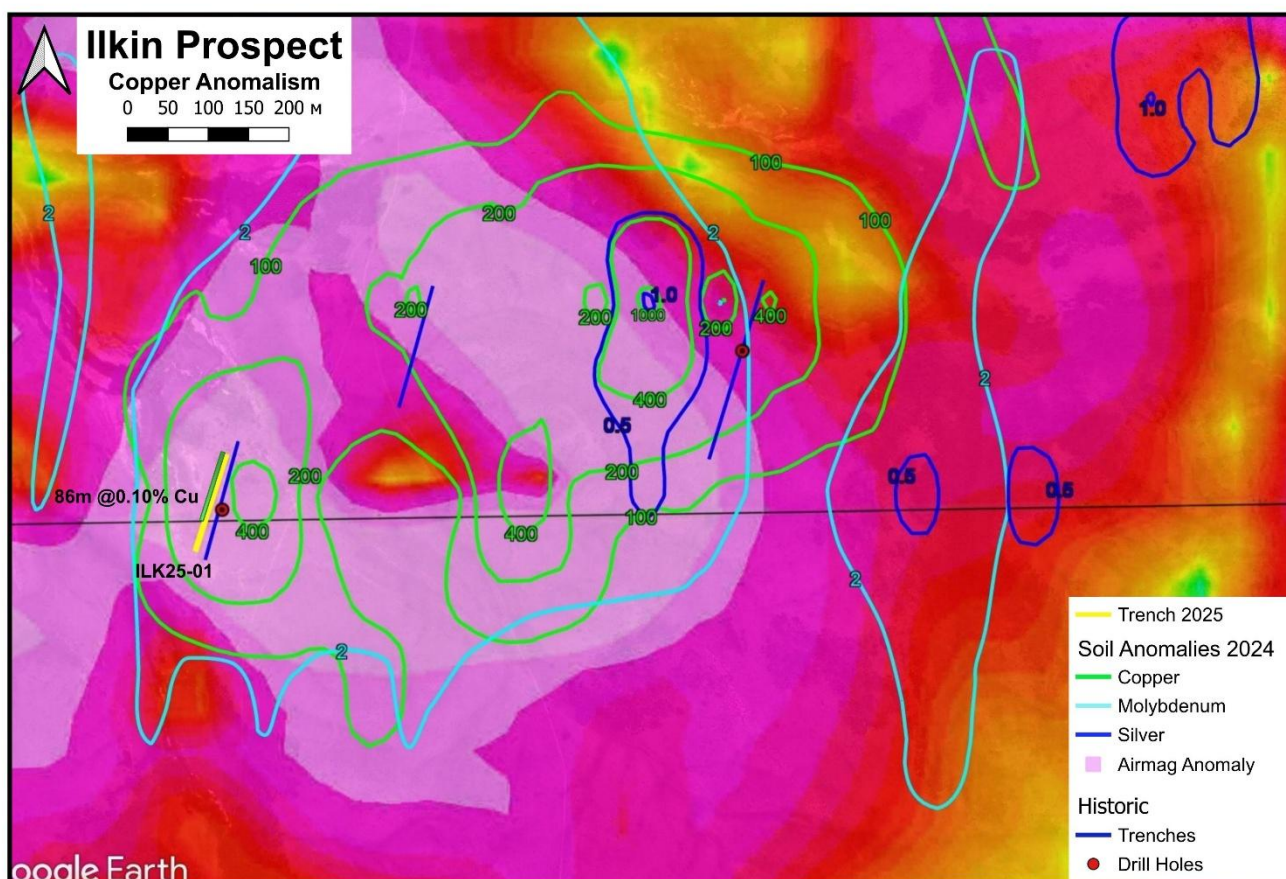 Ilkin Prospect
Copper Anomalism
0 50 100 150 200 M
1.0
2
100
200
2
2
100
100
200
1.0
200
1000
200
400
2
400
0.5
200
200
0.5
0.5
86m @0.10% Cu
400
400
100
ILK25-01
2
2
Trench 2025
Soil Anomalies 2024
Copper
Molybdenum
Silver
Airmag Anomaly
Historic
Trenches
Drill Holes
oogle Earth